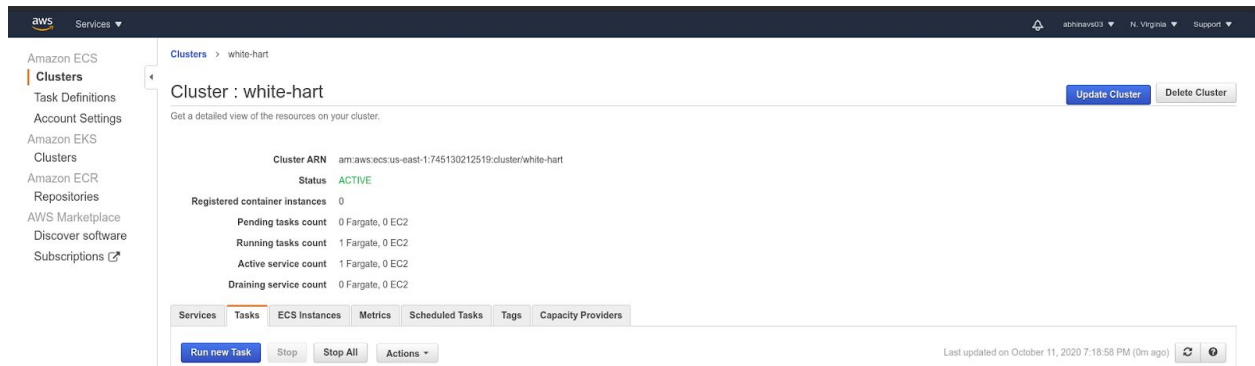 aws Services ▼ abhinavs03 ▼ N. Virginia ▼ Support ▼
Amazon ECS
Clusters
Task Definitions
Account Settings
Amazon EKS
Clusters
Amazon ECR
Repositories
AWS Marketplace
Discover software
Subscriptions
Clusters > white-hart
Cluster : white-hart
Update Cluster Delete Cluster
Get a detailed view of the resources on your cluster.
Cluster ARN arn:aws:ecs:us-east-1:745130212519:cluster/white-hart
Status ACTIVE
Registered container instances 0
Pending tasks count 0 Fargate, 0 EC2
Running tasks count 1 Fargate, 0 EC2
Active service count 1 Fargate, 0 EC2
Draining service count 0 Fargate, 0 EC2
Services Tasks ECS Instances Metrics Scheduled Tasks Tags Capacity Providers
Run new Task Stop Stop All Actions Last updated on October 11, 2020 7:18:58 PM (0m ago) ?